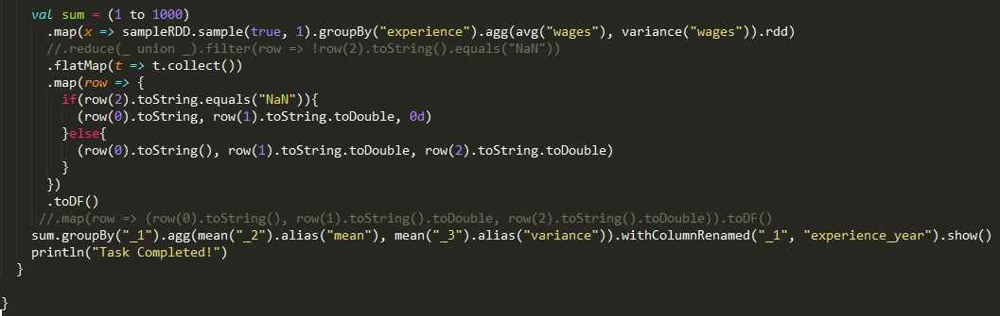 val sum = (1 to 1000)
.map(x => sampleRDD.sample(true, 1).groupBy("experience").agg(avg("wages"), variance("wages")).rdd)
//.reduce(_ union _).filter(row => !row(2).toString().equals("NaN"))
.flatMap(t => t.collect())
.map(row => {
if(row(2).toString.equals("NaN")){
(row(0).toString, row(1).toString.toDouble, 0d)
}else{
(row(0).toString(), row(1).toString.toDouble, row(2).toString.toDouble)
}
})
.toDF()
//.map(row => (row(0).toString(), row(1).toString().toDouble, row(2).toString().toDouble)).toDF()
sum.groupBy("_1").agg(mean("_2").alias("mean"), mean("_3").alias("variance")).withColumnRenamed("_1", "experience_year").show()
println("Task Completed!")
}
}